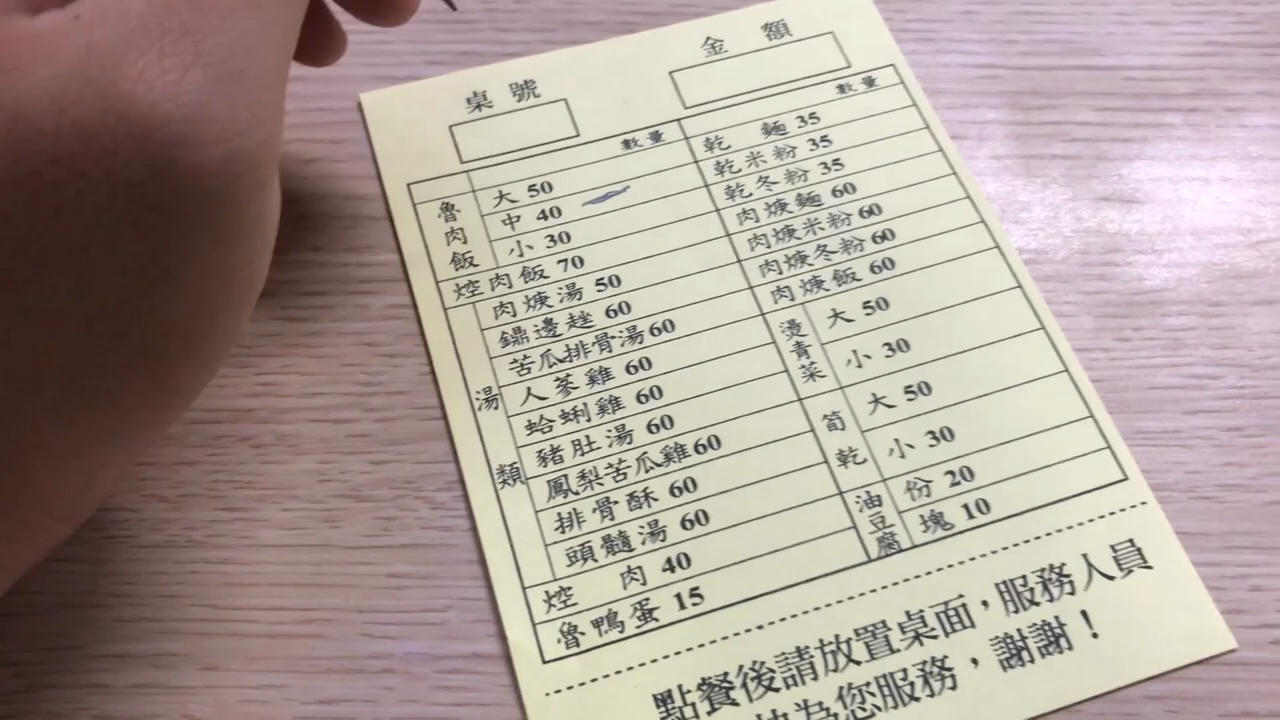 桌號
金額
數量
魯肉飯
大 50
中 40
小 30
焢肉飯 70
湯類
肉焿湯 50
鼎邊趖 60
苦瓜排骨湯 60
人蔘雞 60
蛤蜊雞 60
豬肚湯 60
鳳梨苦瓜雞 60
排骨酥 60
頭髓湯 60
焢肉 40
魯鴨蛋 15
數量
乾麵 35
乾米粉 35
乾冬粉 35
肉焿麵 60
肉焿米粉 60
肉焿冬粉 60
肉焿飯 60
燙青菜
大 50
小 30
筍乾
大 50
小 30
油豆腐
份 20
塊 10
點餐後請放置桌面，服務人員
為您服務，謝謝！